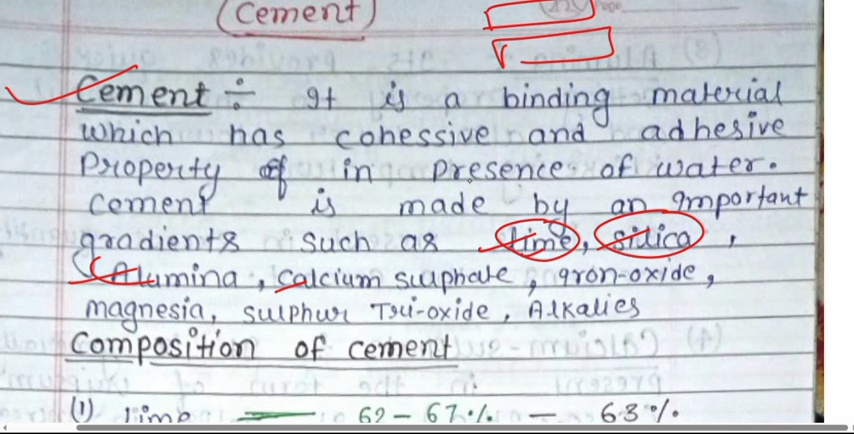 (Cement)
Cement ÷ It is a binding material
which has cohessive and adhesive
Property in presence of water.
cement is made by an important
gradients such as lime, silica,
Alumina, calcium sulphate, iron-oxide,
magnesia, sulphur Tri-oxide, Alkalies
Composition of cement
(1) lime — 62 - 67% — 63%